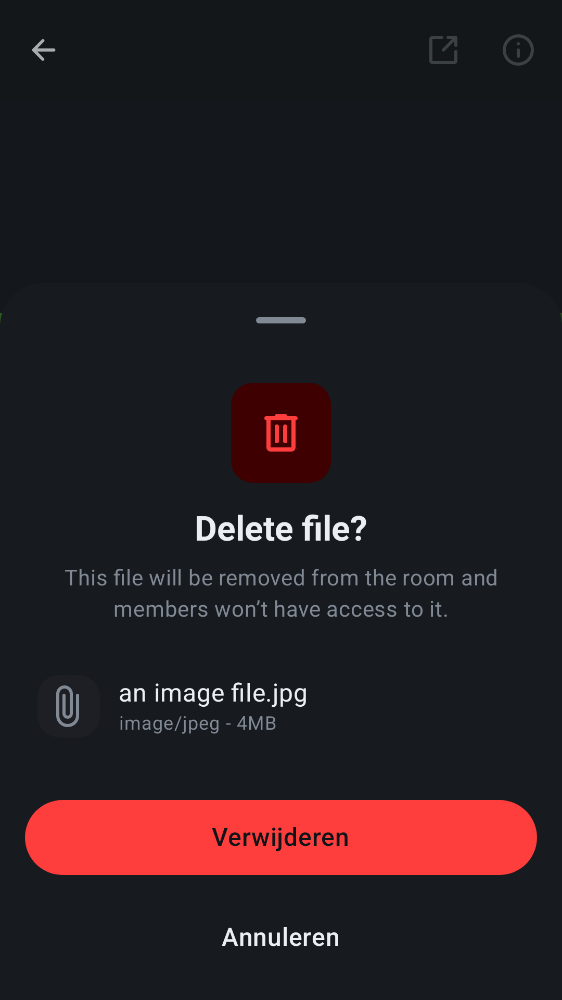 Delete file?
This file will be removed from the room and
members won’t have access to it.
an image file.jpg
image/jpeg - 4MB
Verwijderen
Annuleren